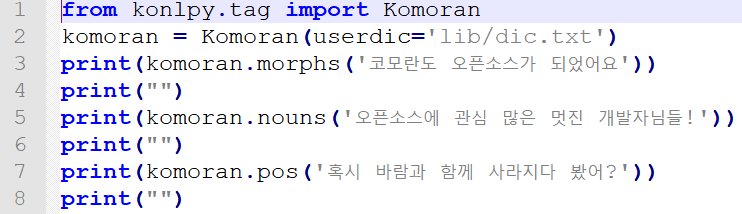 1 from konlpy.tag import Komoran
2 komoran = Komoran(userdic='lib/dic.txt')
3 print(komoran.morphs('코모란도 오픈소스가 되었어요'))
4 print("")
5 print(komoran.nouns('오픈소스에 관심 많은 멋진 개발자님들!'))
6 print("")
7 print(komoran.pos('혹시 바람과 함께 사라지다 봤어?'))
8 print("")